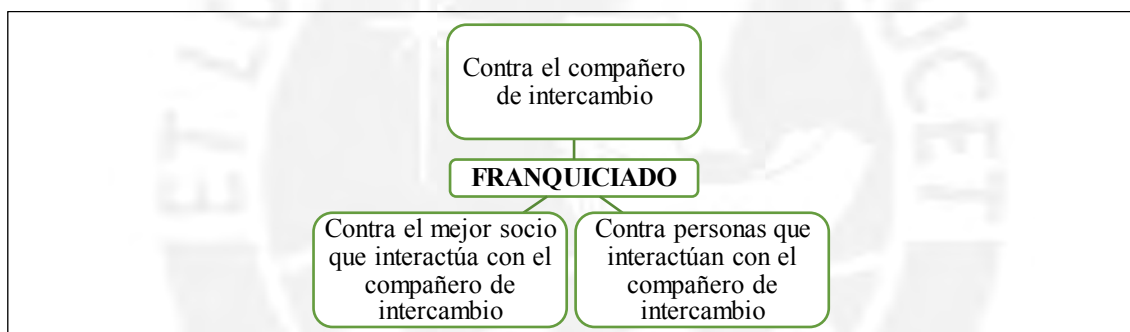 Contra el compañero
de intercambio
FRANQUICIADO
Contra el mejor socio
que interactúa con el
compañero de
intercambio
Contra personas que
interactúan con el
compañero de
intercambio